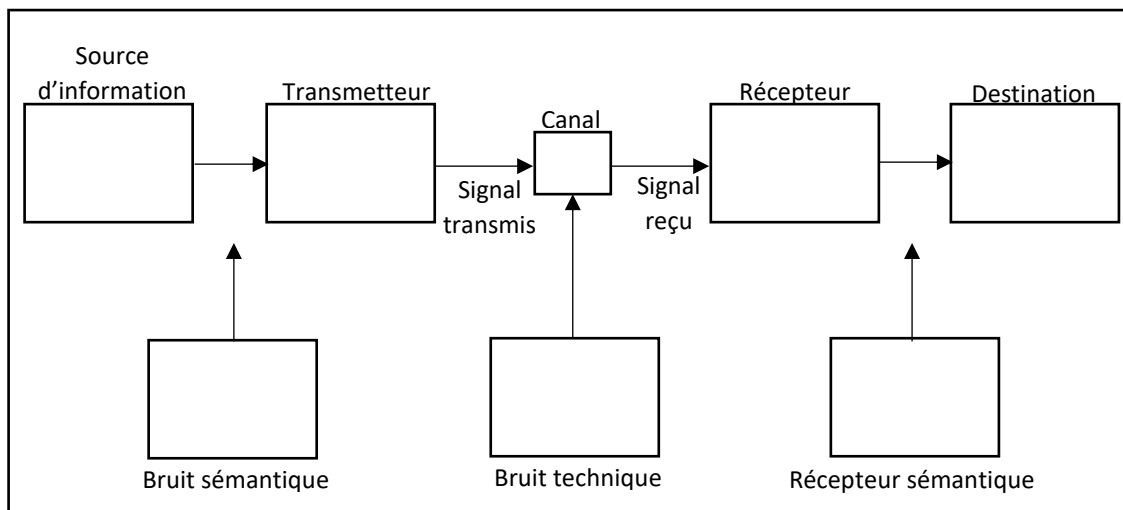 Source
d’information
Transmetteur
Canal
Récepteur
Destination
Signal
transmis
Signal
reçu
Bruit sémantique
Bruit technique
Récepteur sémantique